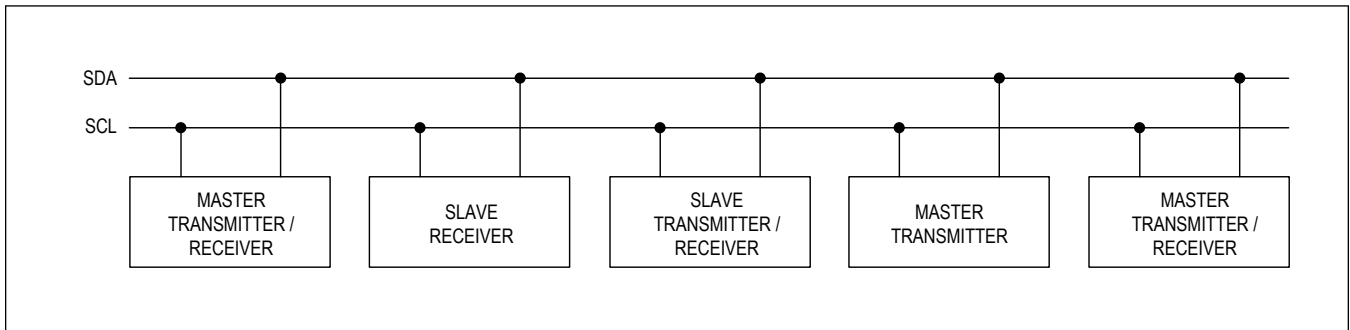 SDA
SCL
MASTER
TRANSMITTER /
RECEIVER
SLAVE
RECEIVER
SLAVE
TRANSMITTER /
RECEIVER
MASTER
TRANSMITTER
MASTER
TRANSMITTER /
RECEIVER